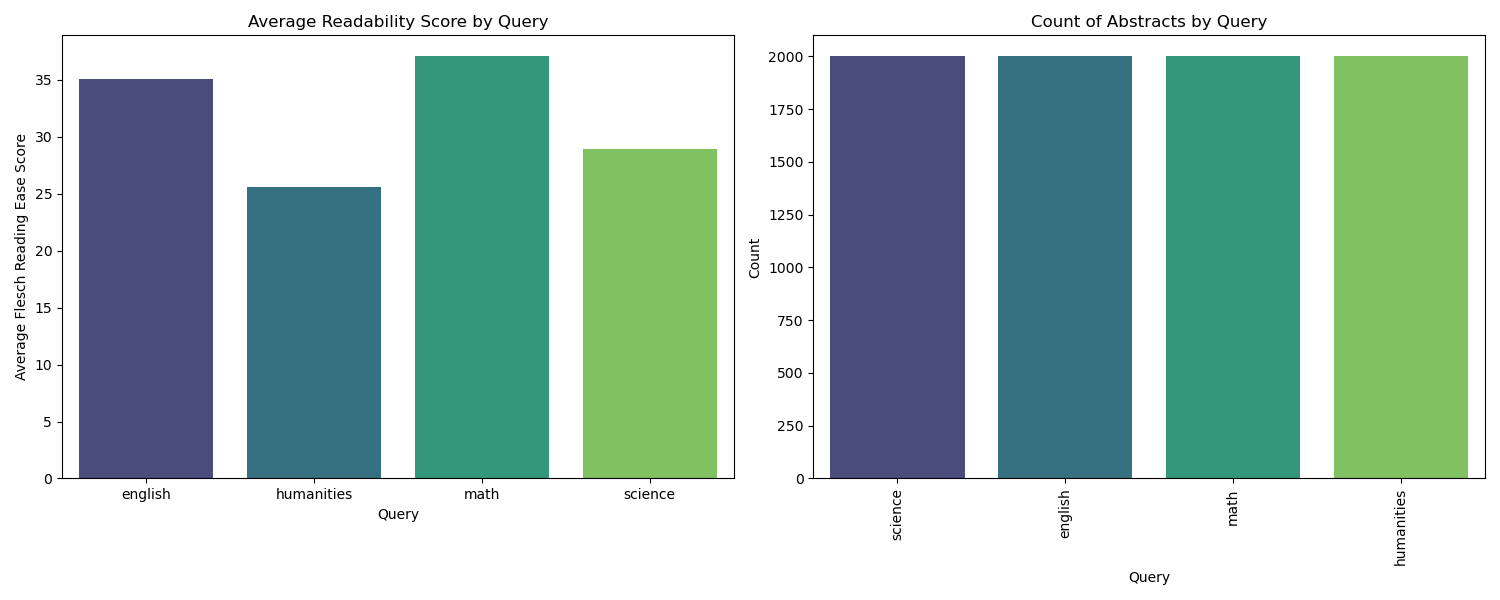 Average Readability Score by Query
Average Flesch Reading Ease Score
35
30
25
20
15
10
5
0
english humanities math science
Query
Count of Abstracts by Query
Count
2000
1750
1500
1250
1000
750
500
250
0
science english math humanities
Query